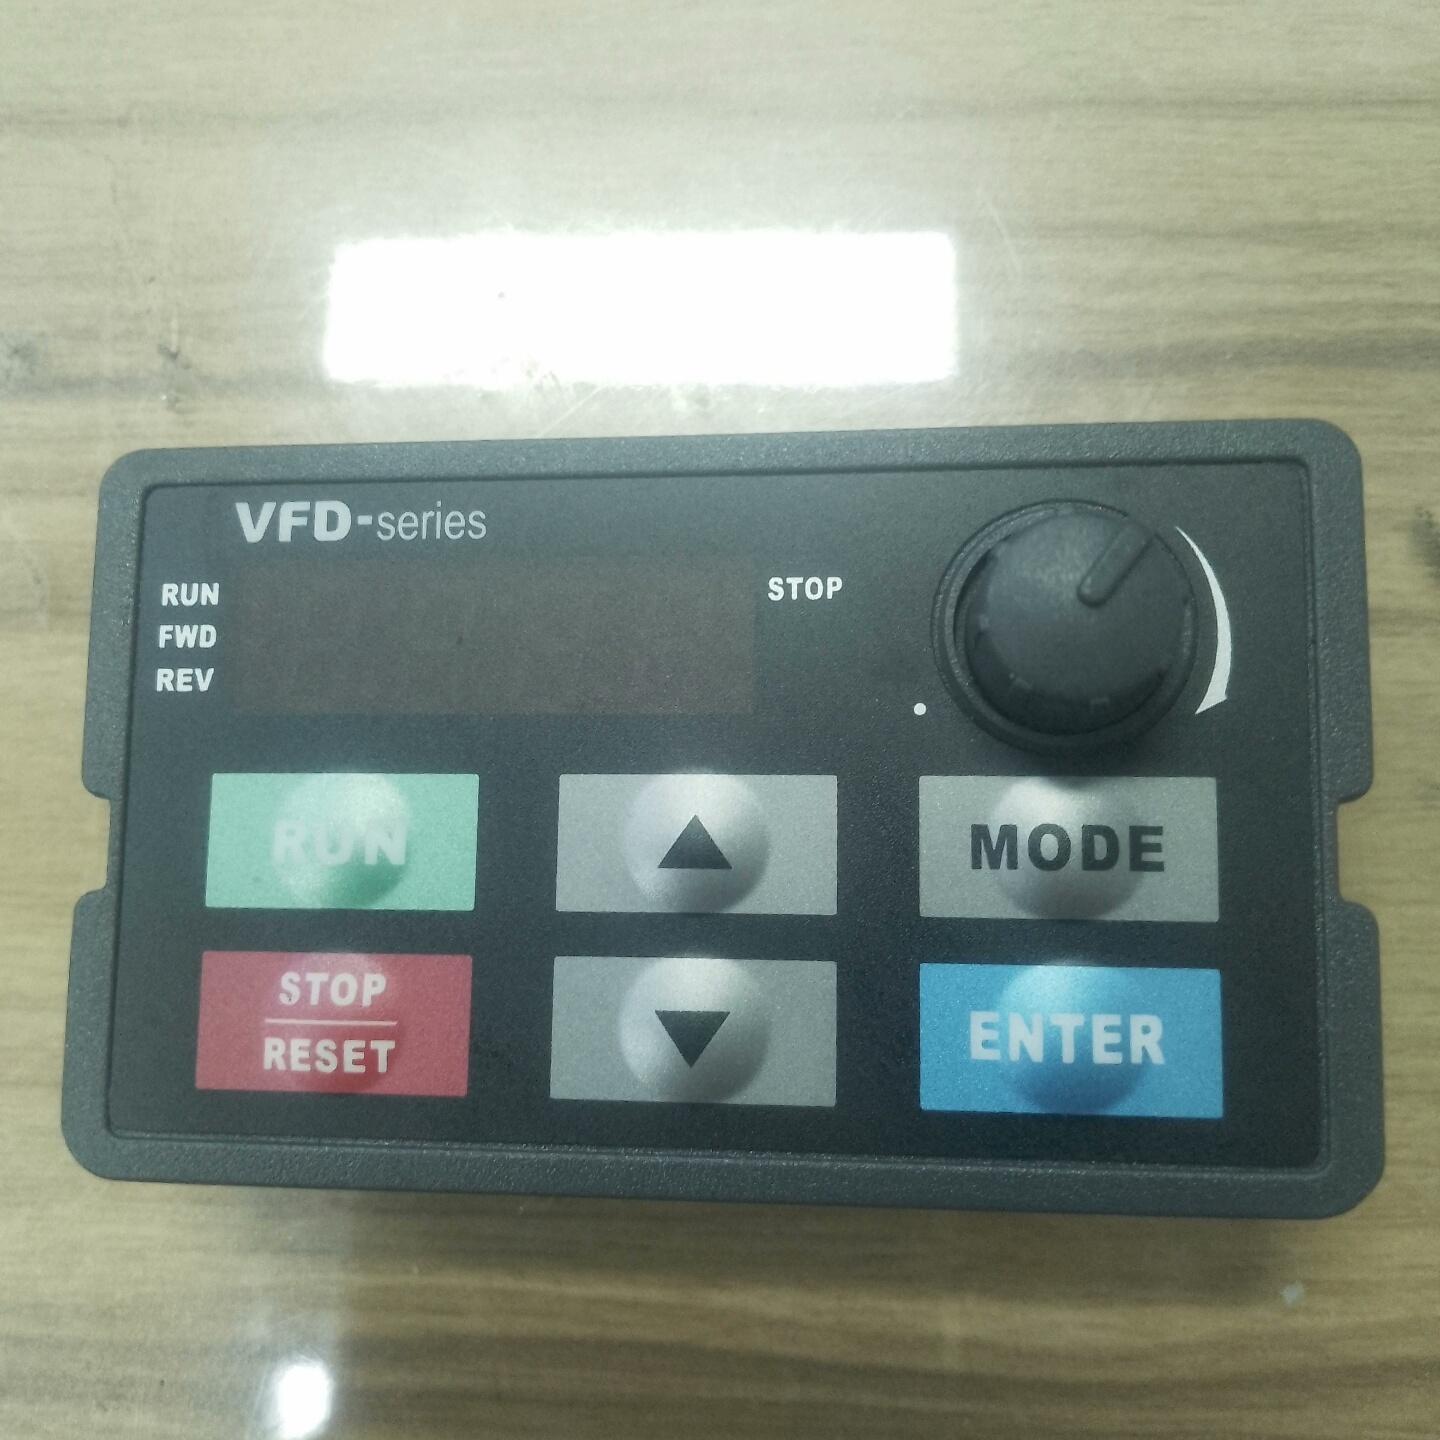 VFD-series
RUN
STOP
FWD
REV
RUN
MODE
STOP
RESET
ENTER